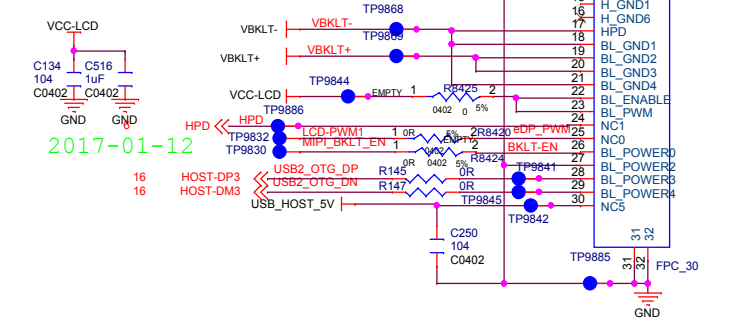 TP9868
H_GND1
16
H_GND6
VCC-LCD
VBKLT-
VBKLT-
17
HPD
TP9869
18
BL_GND1
VBKLT+
VBKLT+
19
BL_GND2
C134
C516
20
BL_GND3
104
1uF
TP9844
21
BL_GND4
C0402
C0402
VCC-LCD
EMPTY
1
R8425
2
22
BL_ENABLE
0402
0
5%
23
BL_PWM
GND
GND
TP9886
24
NC1
6
HPD
HPD
25
NC0
TP9832
LCD-PWM1
1
0R
5%
2
R8420
eDP_PWM
2017-01-12
TP9830
MIPI_BKLT_EN
1
0402
EMPTY
2
BKLT-EN
26
BL_POWER0
0R
0402
5%
R8424
27
BL_POWER2
16
HOST-DP3
USB2_OTG_DP
R145
0R
TP9841
28
BL_POWER3
16
HOST-DM3
USB2_OTG_DN
R147
0R
29
BL_POWER4
USB_HOST_5V
TP9845
30
NC5
TP9842
C250
104
C0402
31
32
TP9885
31
32
FPC_30
GND